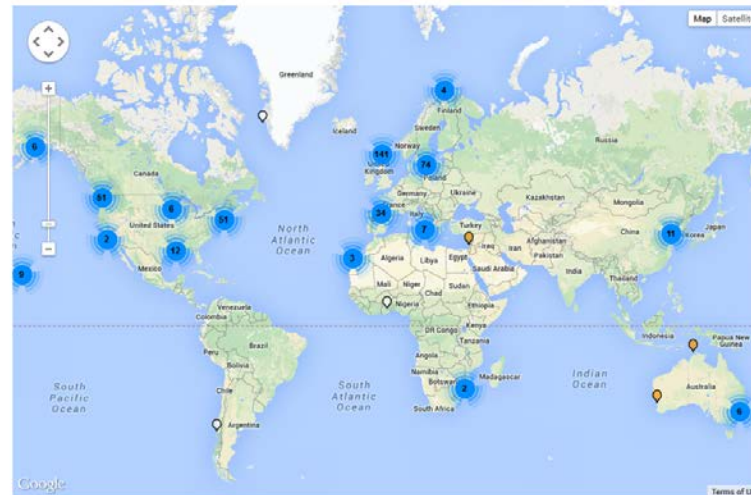 Map Satellit
Greenland
4
Finland
Iceland
Sweden
Russia
6
Norway
141
United
Kingdom
74
Poland
Canada
Germany
Ukraine
51
6
51
34
France
Kazakhstan
Mongolia
2
United States
12
North
Atlantic
Ocean
Italy
7
Turkey
11
Korea
Japan
China
Iraq
Iran
Afghanistan
Pakistan
9
Mexico
3
Algeria
Libya
Egypt
Saudi Arabia
India
Thailand
Mali
Niger
Chad
Sudan
Nigeria
Ethiopia
Venezuela
Colombia
DR Congo
Kenya
Tanzania
Indonesia
Papua New
Guinea
Peru
Brazil
Bolivia
Angola
Namibia
Botswana
2
Madagascar
South
Pacific
Ocean
Chile
South
Atlantic
Ocean
Indian
Ocean
Australia
6
South Africa
Argentina
Google
Terms of U